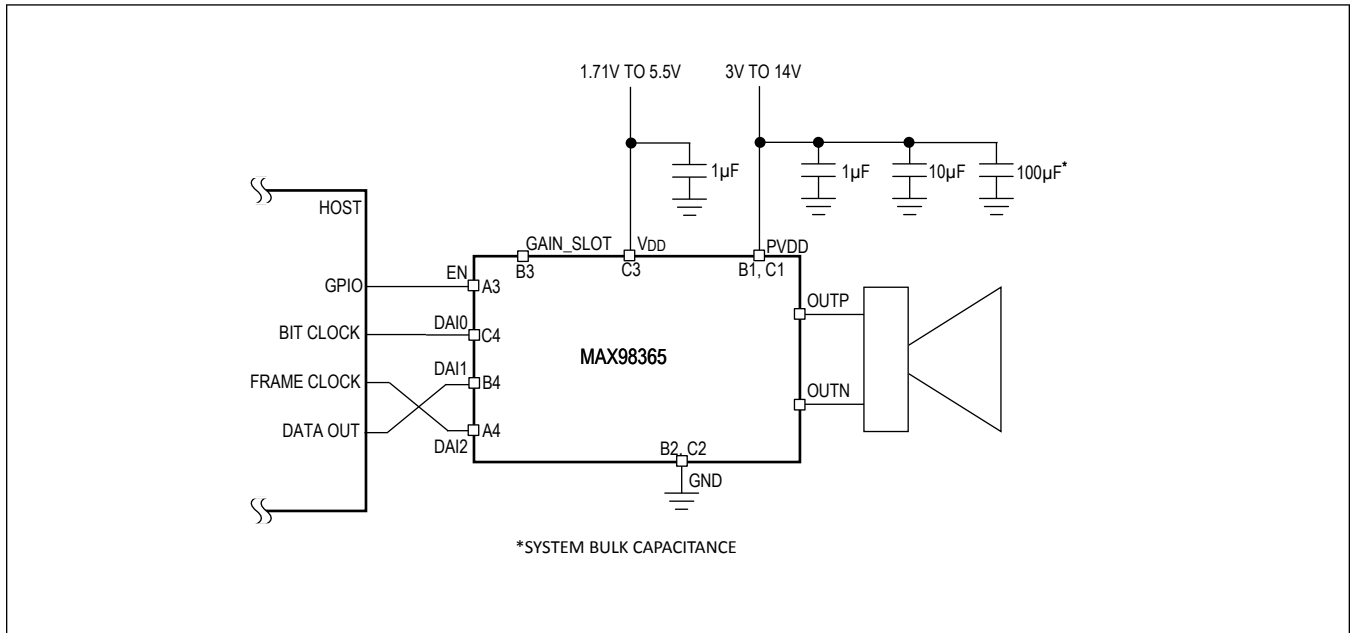 1.71V TO 5.5V
3V TO 14V
1µF
1µF
10µF
100µF*
HOST
GPIO
BIT CLOCK
FRAME CLOCK
DATA OUT
EN
A3
DAI0
C4
DAI1
B4
A4
DAI2
GAIN_SLOT
B3
VDD
C3
PVDD
B1, C1
MAX98365
OUTP
OUTN
B2, C2
GND
*SYSTEM BULK CAPACITANCE